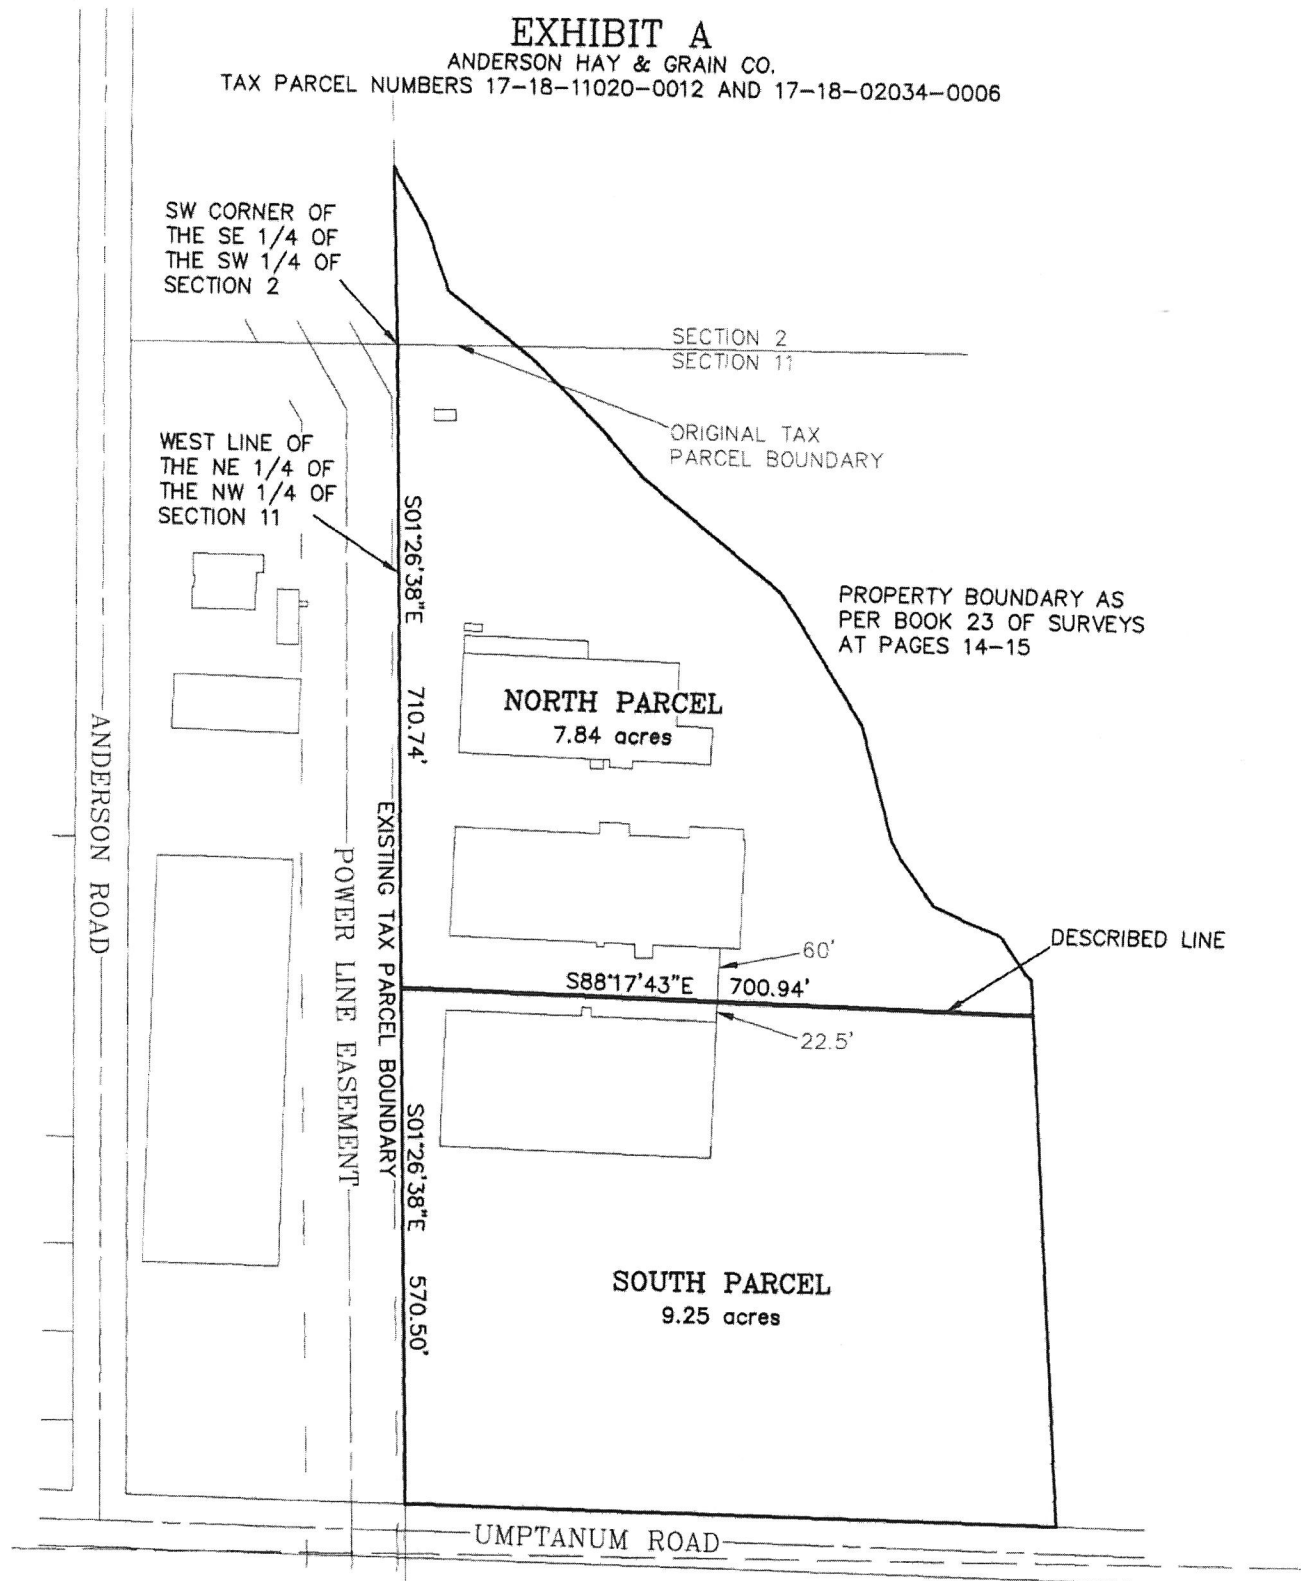 EXHIBIT A
ANDERSON HAY & GRAIN CO.
TAX PARCEL NUMBERS 17-18-11020-0012 AND 17-18-02034-0006
SW CORNER OF
THE SE 1/4 OF
THE SW 1/4 OF
SECTION 2
SECTION 2
SECTION 11
ORIGINAL TAX
PARCEL BOUNDARY
WEST LINE OF
THE NE 1/4 OF
THE NW 1/4 OF
SECTION 11
S01°26'38"E 710.74'
PROPERTY BOUNDARY AS
PER BOOK 23 OF SURVEYS
AT PAGES 14-15
NORTH PARCEL
7.84 acres
ANDERSON ROAD
POWER LINE EASEMENT
EXISTING TAX PARCEL BOUNDARY
DESCRIBED LINE
60'
S88°17'43"E 700.94'
22.5'
S01°26'38"E 570.50'
SOUTH PARCEL
9.25 acres
UMPTANUM ROAD